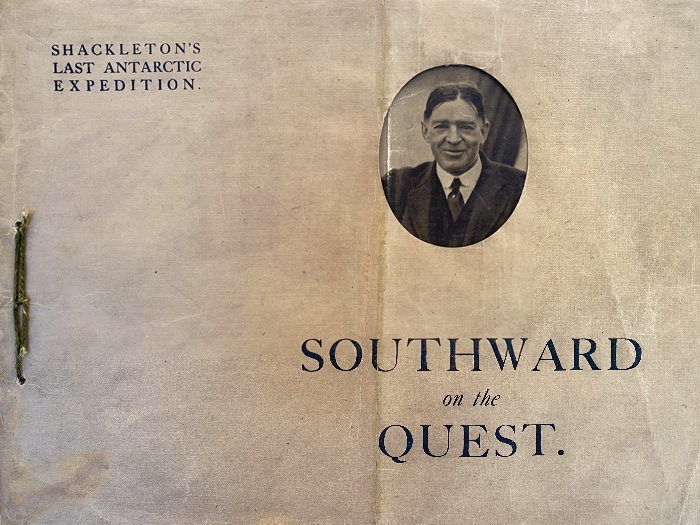 SHACKLETON'S
LAST ANTARCTIC
EXPEDITION.
SOUTHWARD
on the
QUEST.